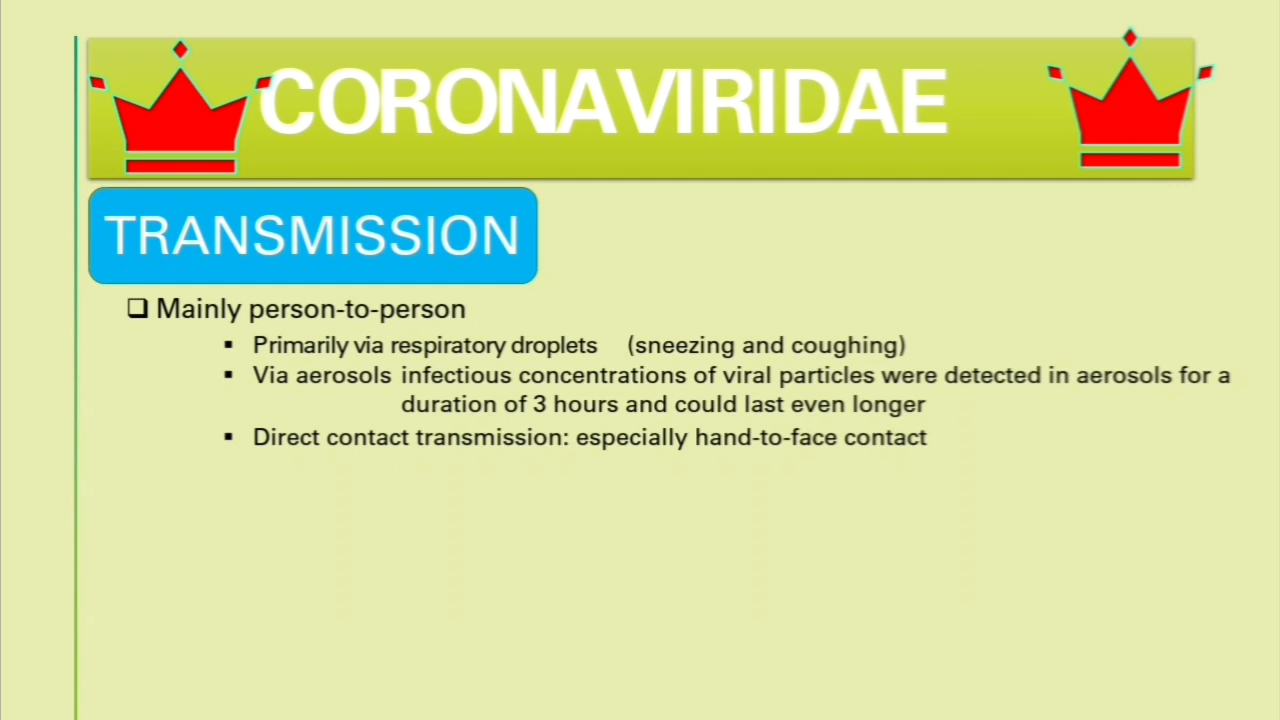 CORONAVIRIDAE
TRANSMISSION
❑ Mainly person-to-person
▪ Primarily via respiratory droplets (sneezing and coughing)
▪ Via aerosols infectious concentrations of viral particles were detected in aerosols for a
duration of 3 hours and could last even longer
▪ Direct contact transmission: especially hand-to-face contact